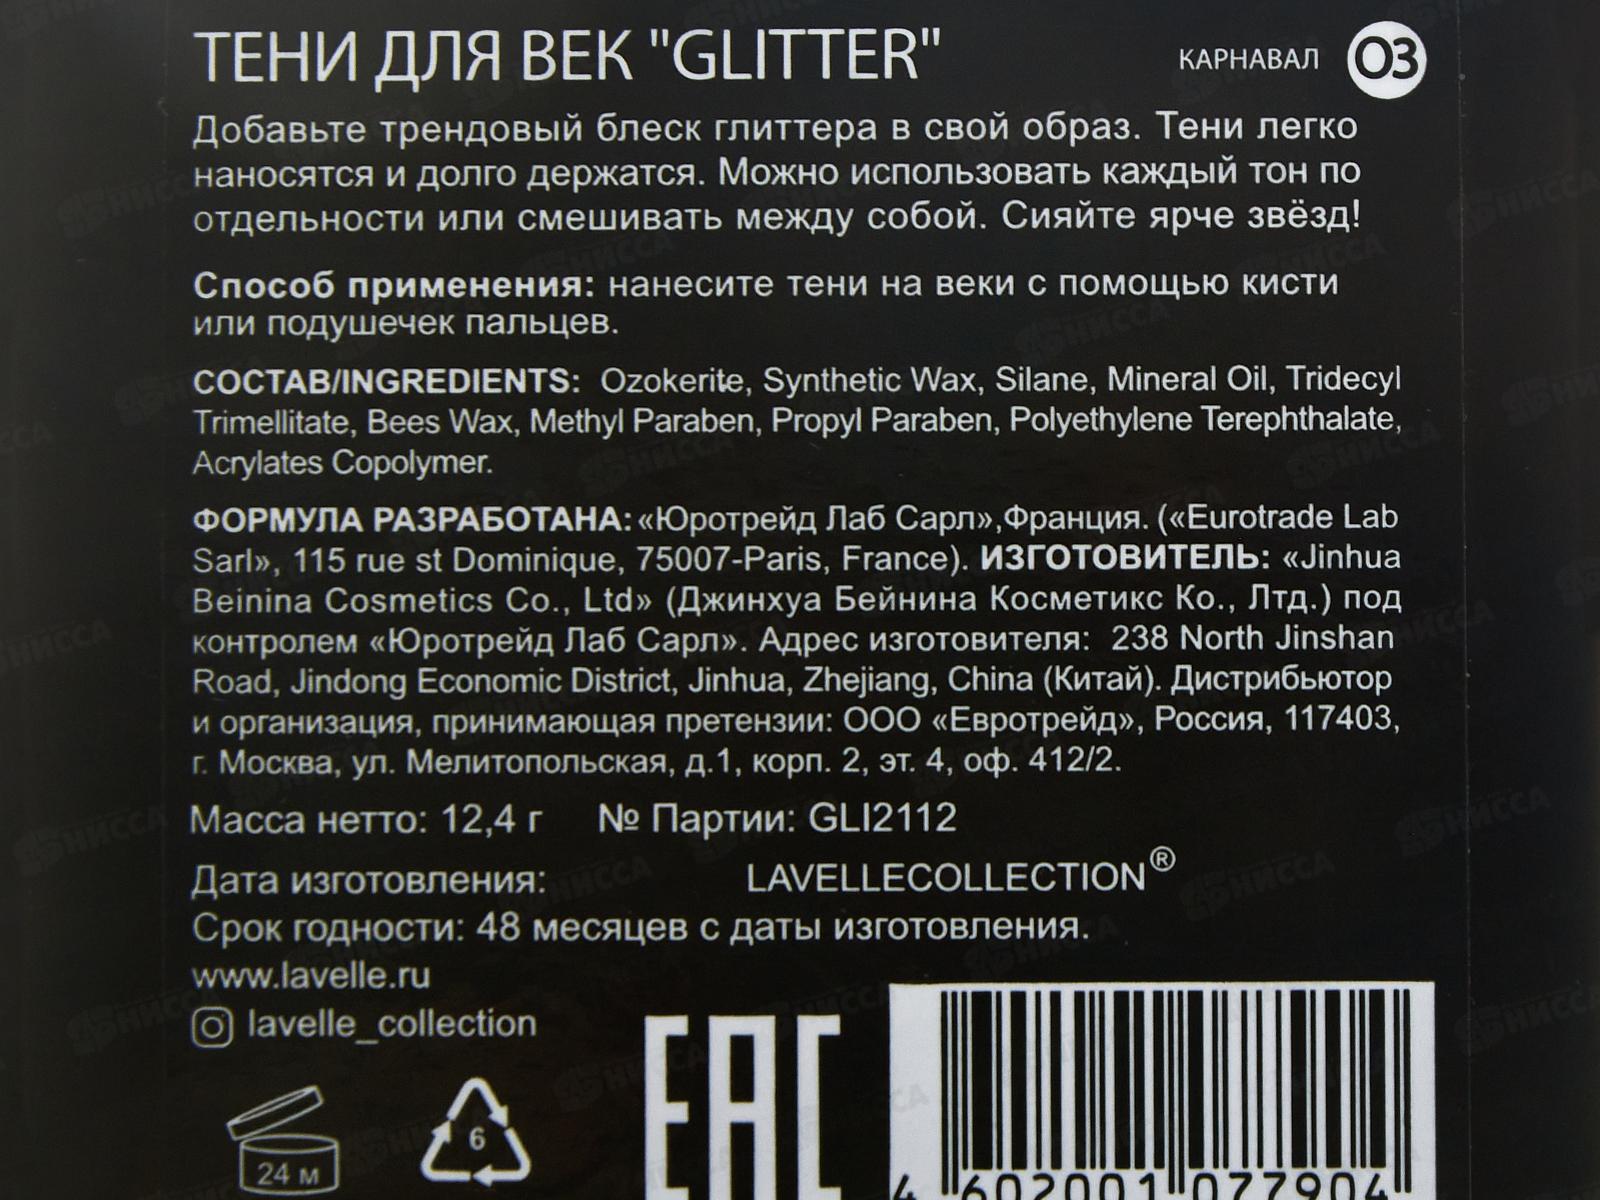 ТЕНИ ДЛЯ ВЕК "GLITTER" КАРНАВАЛ 03
Добавьте трендовый блеск глиттера в свой образ. Тени легко
наносятся и долго держатся. Можно использовать каждый тон по
отдельности или смешивать между собой. Сияйте ярче звёзд!
Способ применения: нанесите тени на веки с помощью кисти
или подушечек пальцев.
СОСТАВ/INGREDIENTS: Ozokerite, Synthetic Wax, Silane, Mineral Oil, Tridecyl
Trimellitate, Bees Wax, Methyl Paraben, Propyl Paraben, Polyethylene Terephthalate,
Acrylates Copolymer.
ФОРМУЛА РАЗРАБОТАНА: «Юротрейд Лаб Сарл»,Франция. («Eurotrade Lab
Sarl», 115 rue st Dominique, 75007-Paris, France). ИЗГОТОВИТЕЛЬ: «Jinhua
Beinina Cosmetics Co., Ltd» (Джинхуа Бейнина Косметикс Ко., Лтд.) под
контролем «Юротрейд Лаб Сарл». Адрес изготовителя: 238 North Jinshan
Road, Jindong Economic District, Jinhua, Zhejiang, China (Китай). Дистрибьютор
и организация, принимающая претензии: ООО «Евротрейд», Россия, 117403,
г. Москва, ул. Мелитопольская, д.1, корп. 2, эт. 4, оф. 412/2.
Масса нетто: 12,4 г № Партии: GLI2112
Дата изготовления: LAVELLECOLLECTION®
Срок годности: 48 месяцев с даты изготовления.
www.lavelle.ru
lavelle_collection
24 м
6
EAC
4 602001 077904